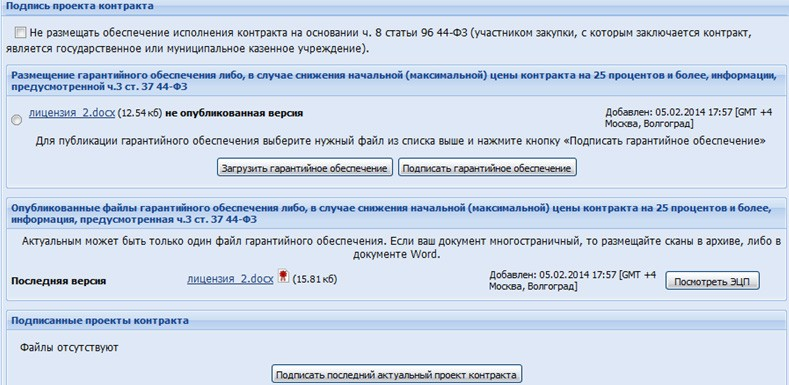 Подпись проекта контракта
Не размещать обеспечение исполнения контракта на основании ч. 8 статьи 96 44-ФЗ (участником закупки, с которым заключается контракт,
является государственное или муниципальное казенное учреждение).
Размещение гарантийного обеспечения либо, в случае снижения начальной (максимальной) цены контракта на 25 процентов и более, информации,
предусмотренной ч.3 ст. 37 44-ФЗ
лицензия_2.docx (12.54 кб) не опубликованная версия
Добавлен: 05.02.2014 17:57 [GMT +4
Москва, Волгоград]
Для публикации гарантийного обеспечения выберите нужный файл из списка выше и нажмите кнопку «Подписать гарантийное обеспечение»
Загрузить гарантийное обеспечение Подписать гарантийное обеспечение
Опубликованные файлы гарантийного обеспечения либо, в случае снижения начальной (максимальной) цены контракта на 25 процентов и более,
информация, предусмотренная ч.3 ст. 37 44-ФЗ
Актуальным может быть только один файл гарантийного обеспечения. Если ваш документ многостраничный, то размещайте сканы в архиве, либо в
документе Word.
Последняя версия лицензия_2.docx (15.81 кб)
Добавлен: 05.02.2014 17:57 [GMT +4
Москва, Волгоград]
Посмотреть ЭЦП
Подписанные проекты контракта
Файлы отсутствуют
Подписать последний актуальный проект контракта